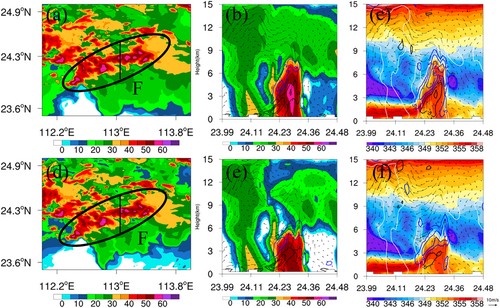 (a)
24.9°N
24.3°N
23.6°N
F
112.2°E 113°E 113.8°E
0 10 20 30 40 50 60
(b)
Height(km)
15
12
9
6
3
0
23.99 24.11 24.23 24.36 24.48
0 10 20 30 40 50 60
(c)
15
12
9
6
3
0
23.99 24.11 24.23 24.36 24.48
340 343 346 349 352 355 358
(d)
24.9°N
24.3°N
23.6°N
F
112.2°E 113°E 113.8°E
0 10 20 30 40 50 60
(e)
Height(km)
15
12
9
6
3
0
23.99 24.11 24.23 24.36 24.48
0 10 20 30 40 50 60
(f)
15
12
9
6
3
0
23.99 24.11 24.23 24.36 24.48
340 343 346 349 352 355 358